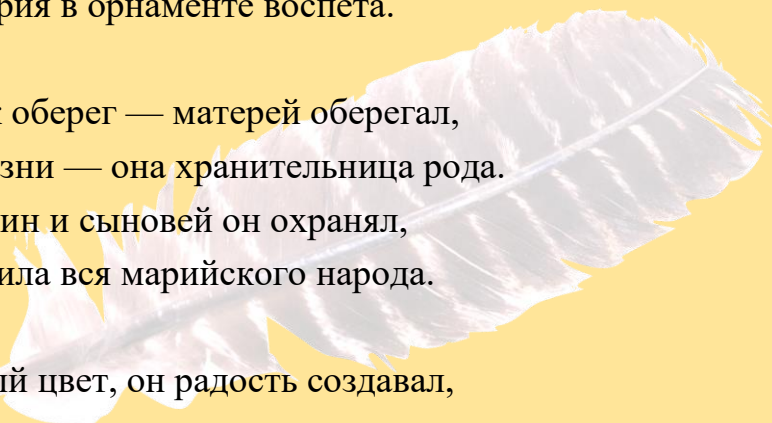 рия в орнаменте воспета.
оберег — матерей оберегал,
зни — она хранительница рода.
ин и сыновей он охранял,
ила вся марийского народа.
ый цвет, он радость создавал,